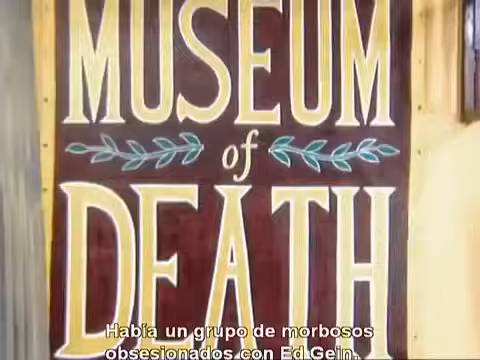 MUSEUM
of
DEATH
Había un grupo de morbosos
obsesionados con Ed Gein.